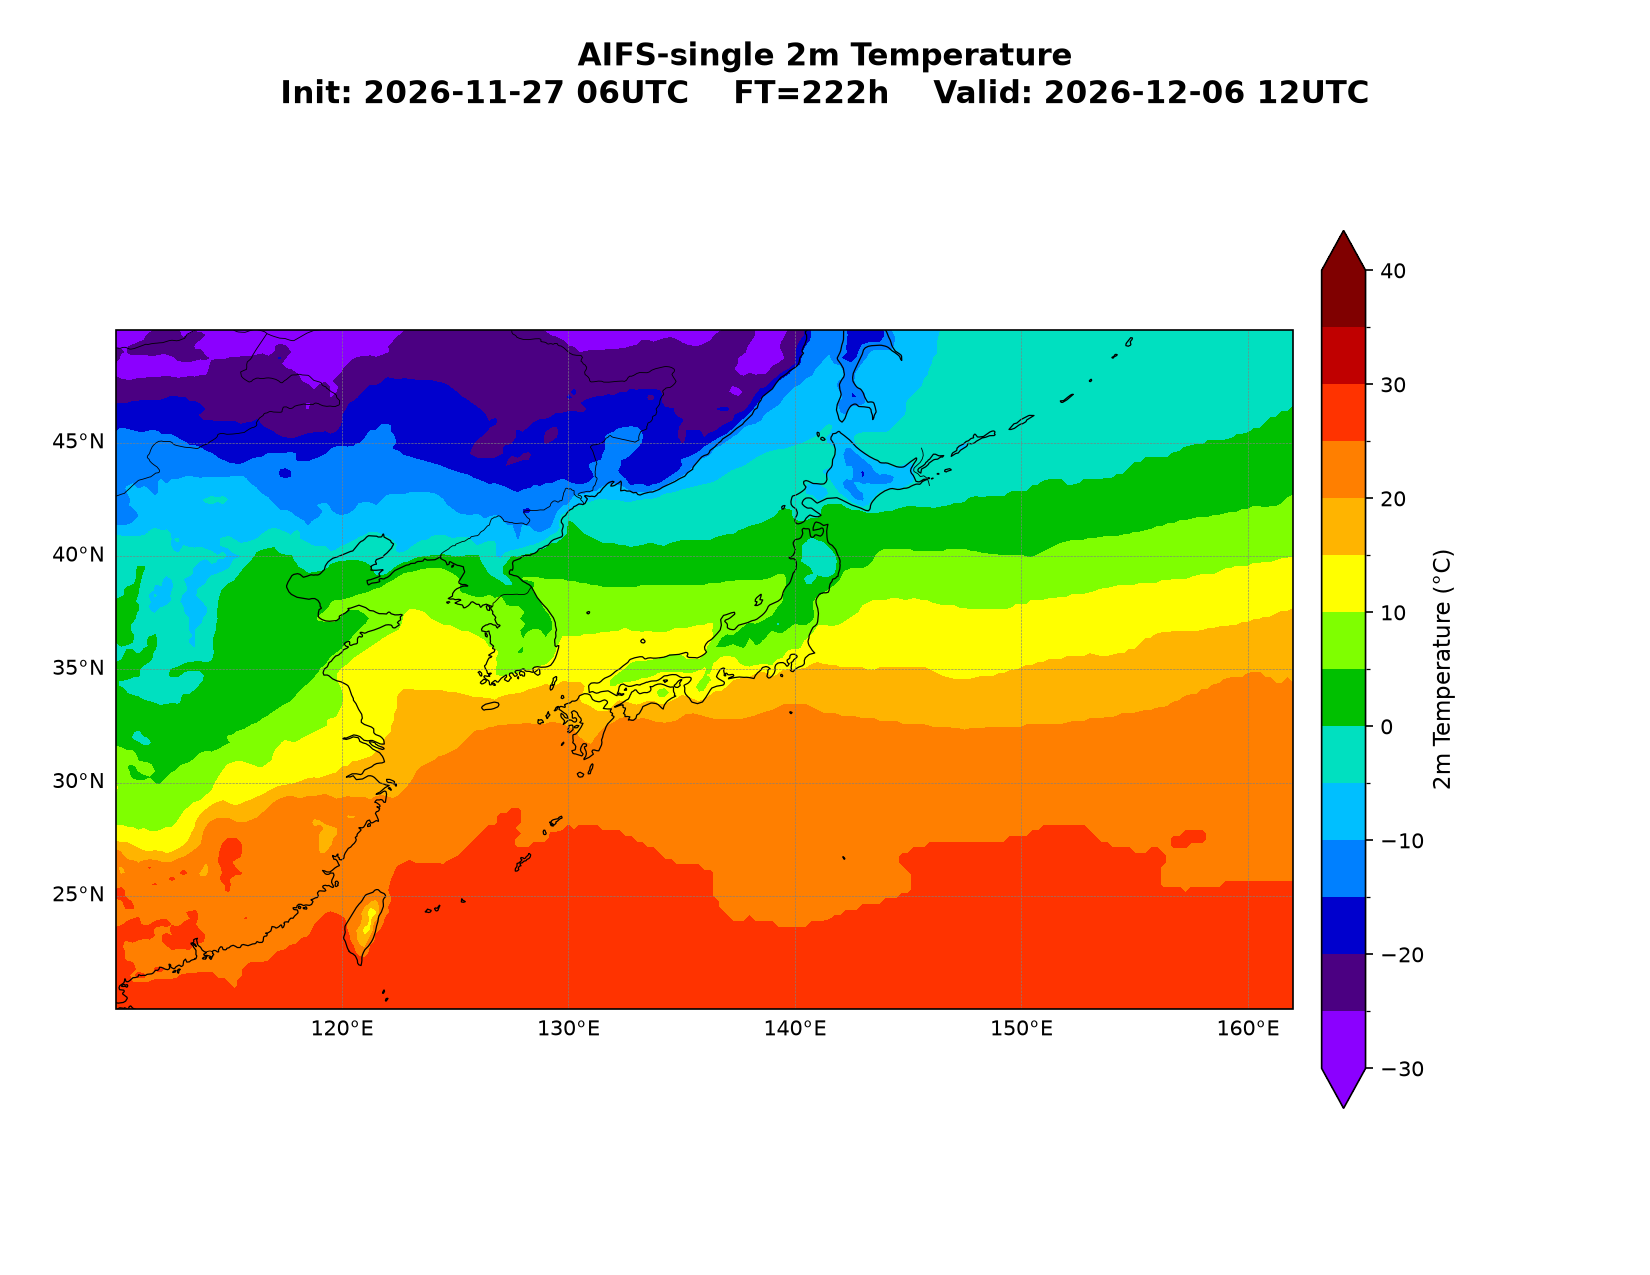 AIFS-single 2m Temperature
Init: 2026-11-27 06UTC    FT=222h    Valid: 2026-12-06 12UTC
45°N
40°N
35°N
30°N
25°N
120°E
130°E
140°E
150°E
160°E
40
30
20
10
0
−10
−20
−30
2m Temperature (°C)